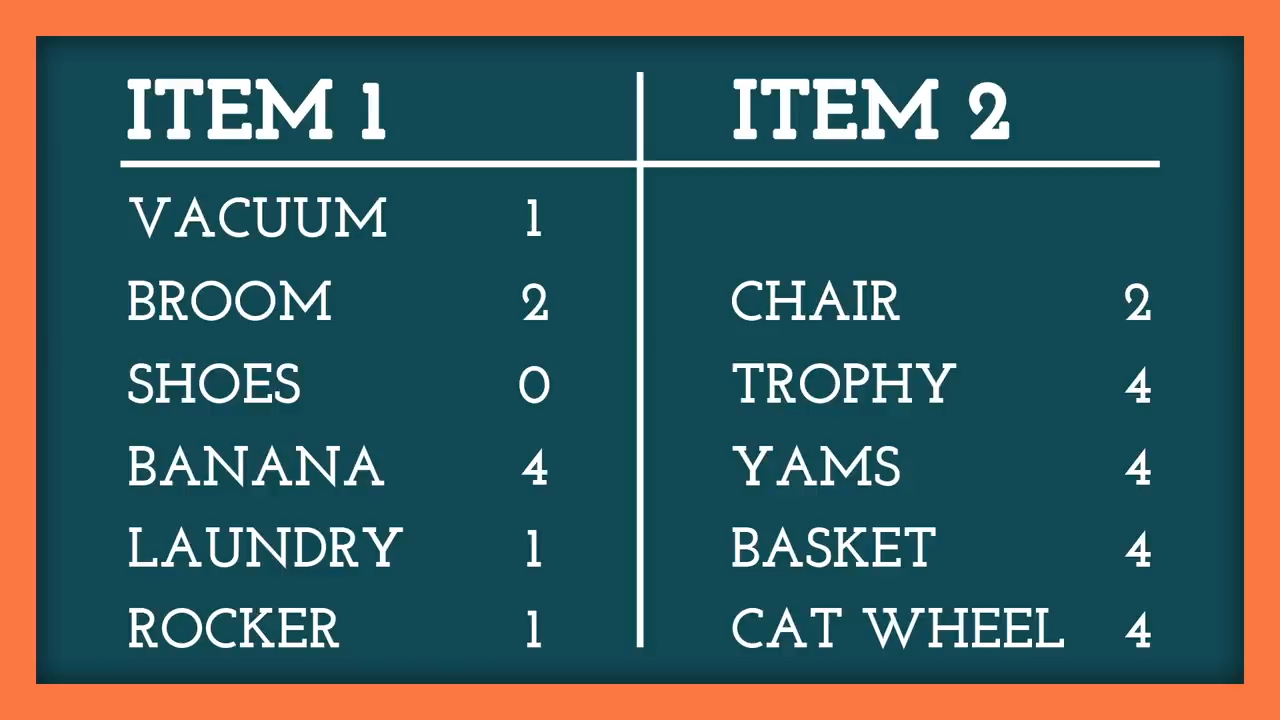 ITEM 1 ITEM 2
VACUUM 1
BROOM 2 CHAIR 2
SHOES 0 TROPHY 4
BANANA 4 YAMS 4
LAUNDRY 1 BASKET 4
ROCKER 1 CAT WHEEL 4